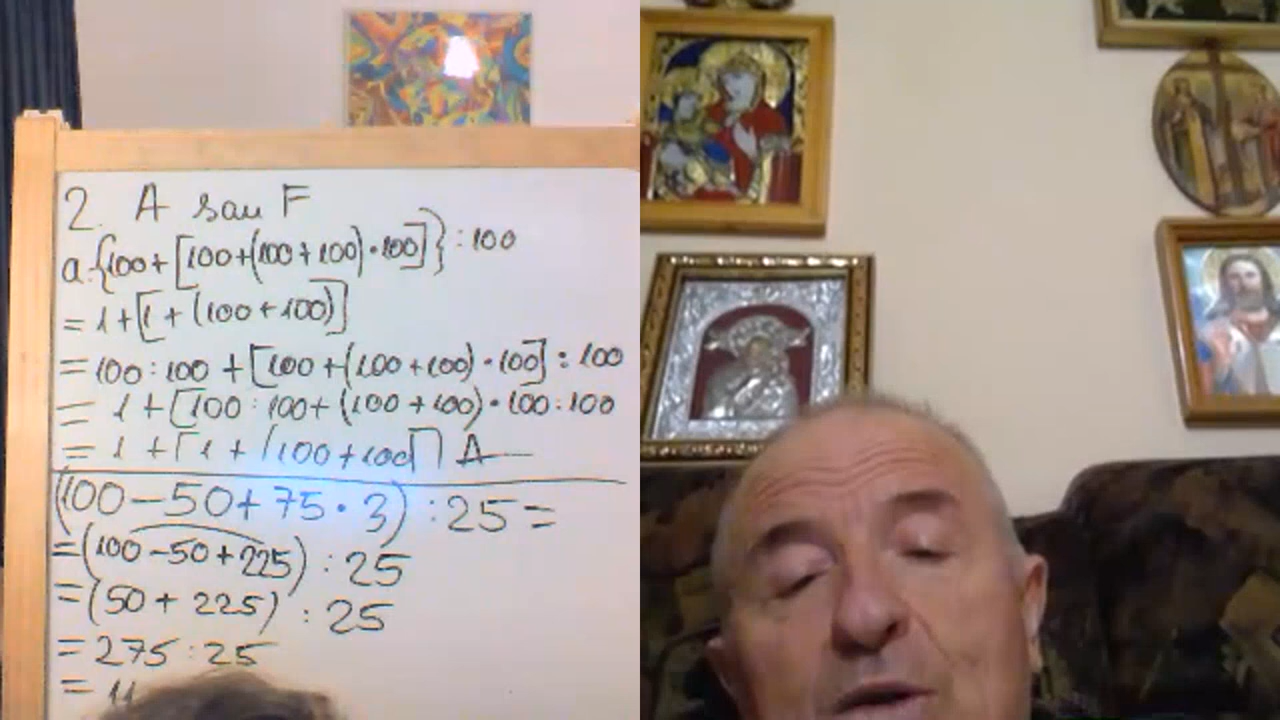 2. A sau F
a. {100+[100+(100+100)•100]} : 100
= 1+[1+(100+100)]
= 100:100 + [100+(100+100)•100] : 100
= 1+[100:100+(100+100)•100:100
= 1+[1+(100+100)] A
(100-50+75•3) : 25 =
=(100-50+225) : 25
=(50+225) : 25
= 275 : 25
= 11